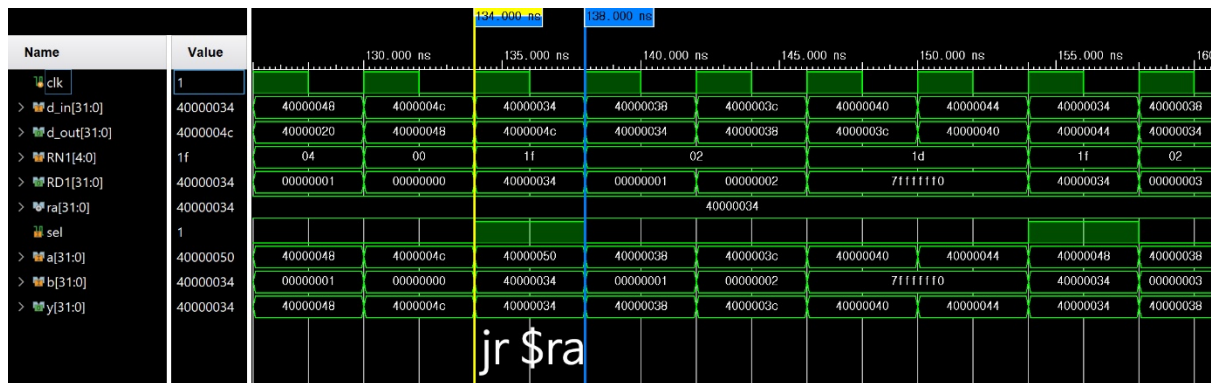 134.000 ns 138.000 ns
Name Value 130.000 ns 135.000 ns 140.000 ns 145.000 ns 150.000 ns 155.000 ns 160
clk 1
d_in[31:0] 40000034 40000048 4000004c 40000034 40000038 4000003c 40000040 40000044 40000034 40000038
d_out[31:0] 4000004c 40000020 40000048 4000004c 40000034 40000038 4000003c 40000040 40000044 40000034
RN1[4:0] 1f 04 00 1f 02 1d 1f 02
RD1[31:0] 40000034 00000001 00000000 40000034 00000001 00000002 7ffffff0 40000034 00000003
ra[31:0] 40000034 40000034
sel 1
a[31:0] 40000050 40000048 4000004c 40000050 40000038 4000003c 40000040 40000044 40000048 40000038
b[31:0] 40000034 00000001 00000000 40000034 00000001 00000002 7ffffff0 40000034 00000003
y[31:0] 40000034 40000048 4000004c 40000034 40000038 4000003c 40000040 40000044 40000034 40000038
jr $ra